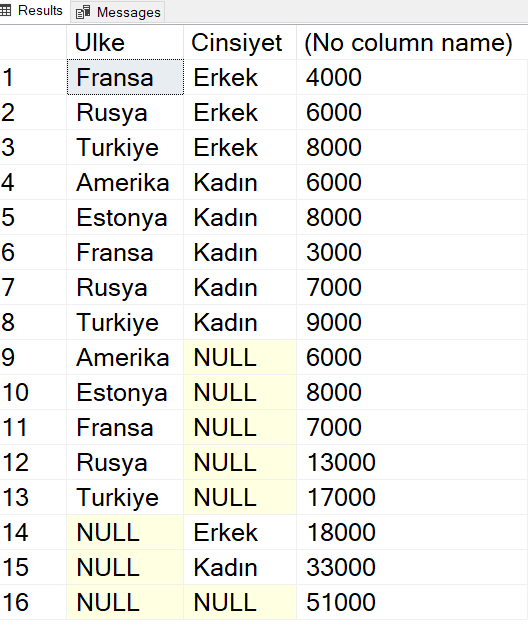 Results Messages
Ulke Cinsiyet (No column name)
1 Fransa Erkek 4000
2 Rusya Erkek 6000
3 Turkiye Erkek 8000
4 Amerika Kadın 6000
5 Estonya Kadın 8000
6 Fransa Kadın 3000
7 Rusya Kadın 7000
8 Turkiye Kadın 9000
9 Amerika NULL 6000
10 Estonya NULL 8000
11 Fransa NULL 7000
12 Rusya NULL 13000
13 Turkiye NULL 17000
14 NULL Erkek 18000
15 NULL Kadın 33000
16 NULL NULL 51000